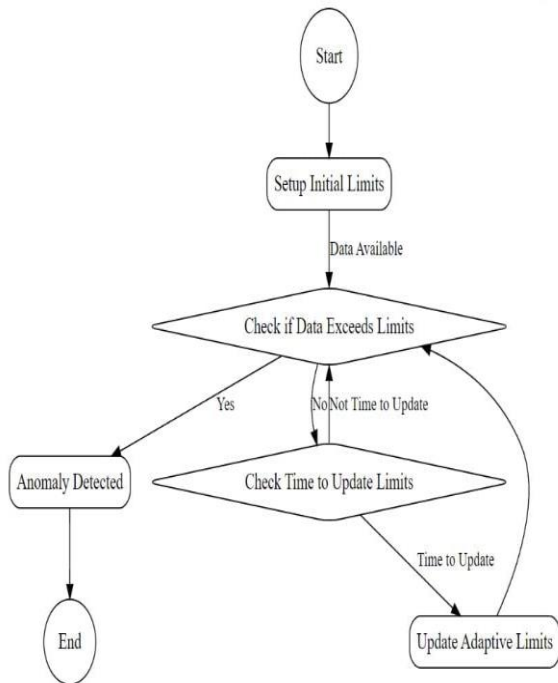 Start
Setup Initial Limits
Data Available
Check if Data Exceeds Limits
Yes
No
Not Time to Update
Anomaly Detected
Check Time to Update Limits
Time to Update
End
Update Adaptive Limits